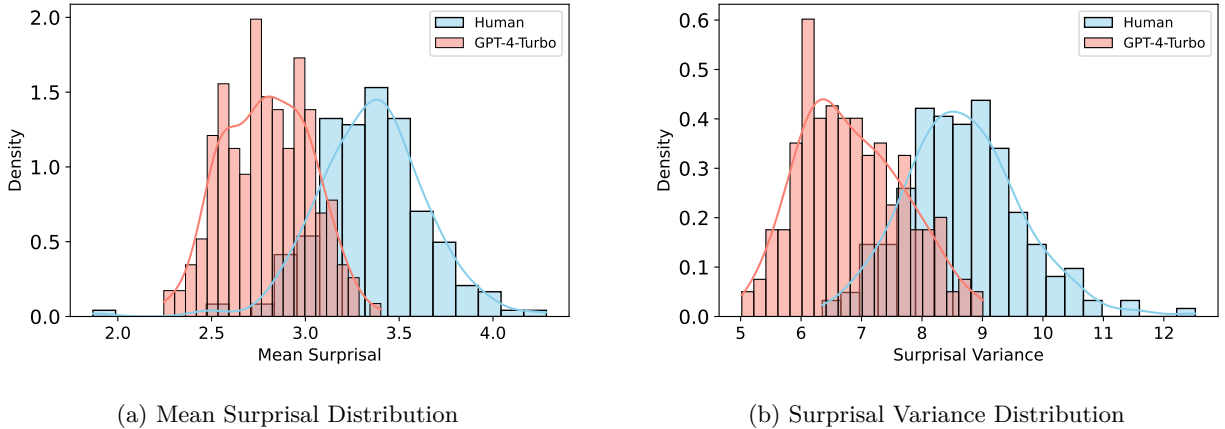 2.0
1.5
1.0
0.5
0.0
Density
2.0 2.5 3.0 3.5 4.0
Mean Surprisal
Human
GPT-4-Turbo
(a) Mean Surprisal Distribution
0.6
0.5
0.4
0.3
0.2
0.1
0.0
Density
5 6 7 8 9 10 11 12
Surprisal Variance
Human
GPT-4-Turbo
(b) Surprisal Variance Distribution